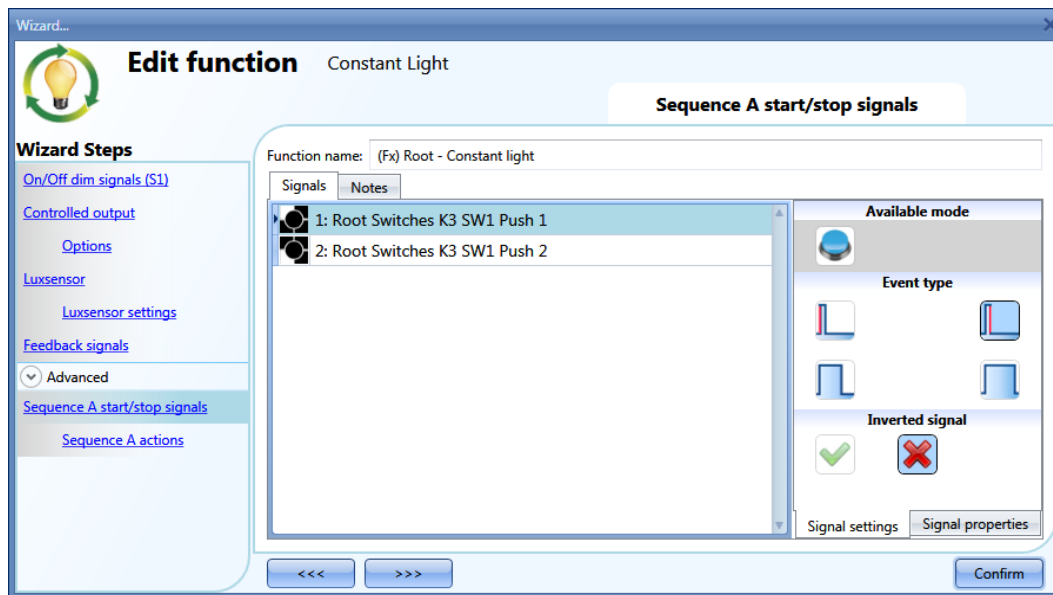 Wizard...
Edit function Constant Light
Sequence A start/stop signals
Wizard Steps
On/Off dim signals (S1)
Controlled output
Options
Luxsensor
Luxsensor settings
Feedback signals
Advanced
Sequence A start/stop signals
Sequence A actions
Function name: (Fx) Root - Constant light
Signals Notes
1: Root Switches K3 SW1 Push 1
2: Root Switches K3 SW1 Push 2
Available mode
Event type
Inverted signal
Signal settings Signal properties
<<< >>> Confirm